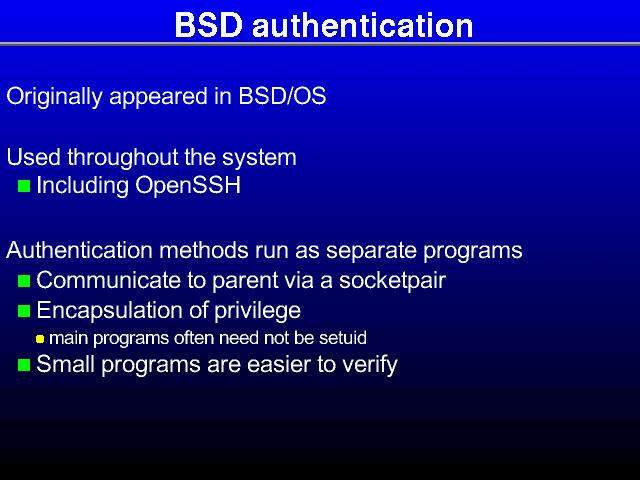 BSD authentication
Originally appeared in BSD/OS
Used throughout the system
Including OpenSSH
Authentication methods run as separate programs
Communicate to parent via a socketpair
Encapsulation of privilege
main programs often need not be setuid
Small programs are easier to verify